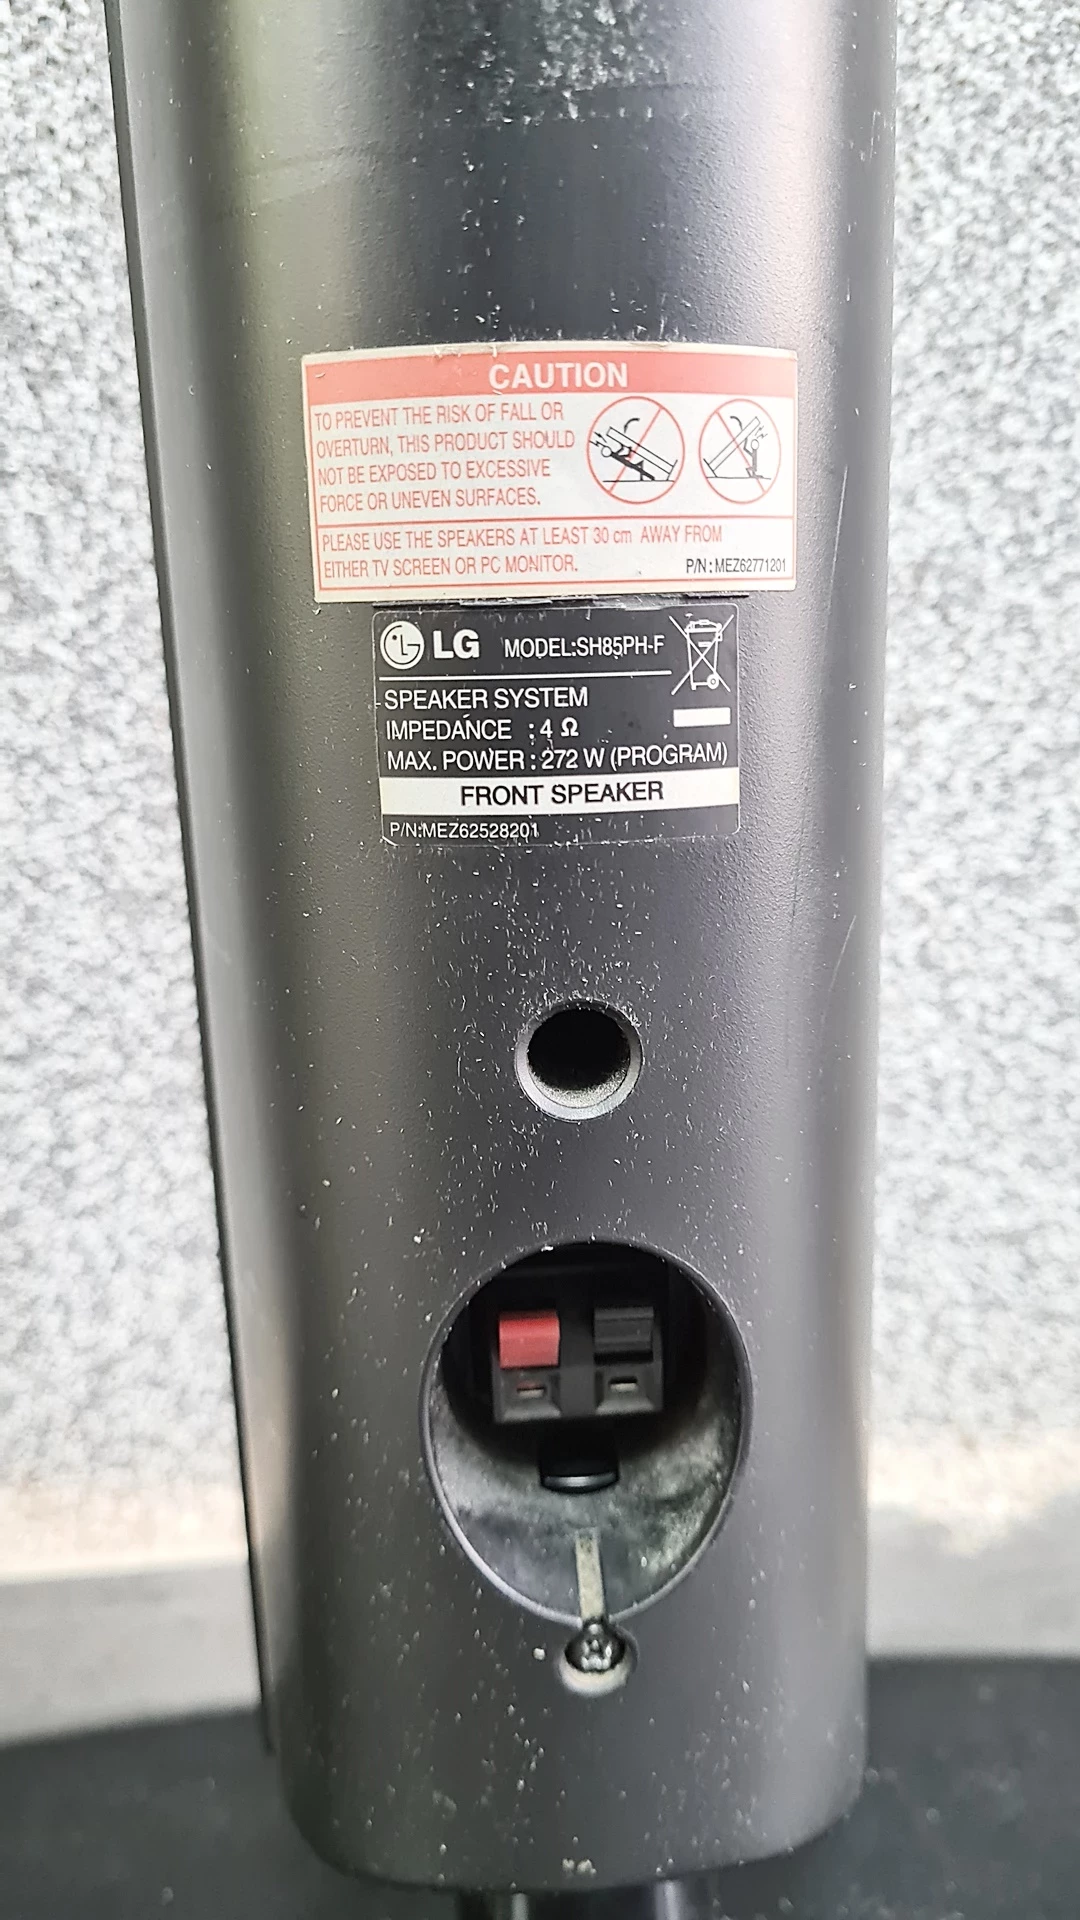 CAUTION
TO PREVENT THE RISK OF FALL OR
OVERTURN, THIS PRODUCT SHOULD
NOT BE EXPOSED TO EXCESSIVE
FORCE OR UNEVEN SURFACES.
PLEASE USE THE SPEAKERS AT LEAST 30 cm AWAY FROM
EITHER TV SCREEN OR PC MONITOR.
P/N: MEZ62771201
LG MODEL:SH85PH-F
SPEAKER SYSTEM
IMPEDANCE : 4 Ω
MAX. POWER : 272 W (PROGRAM)
FRONT SPEAKER
P/N:MEZ62528201